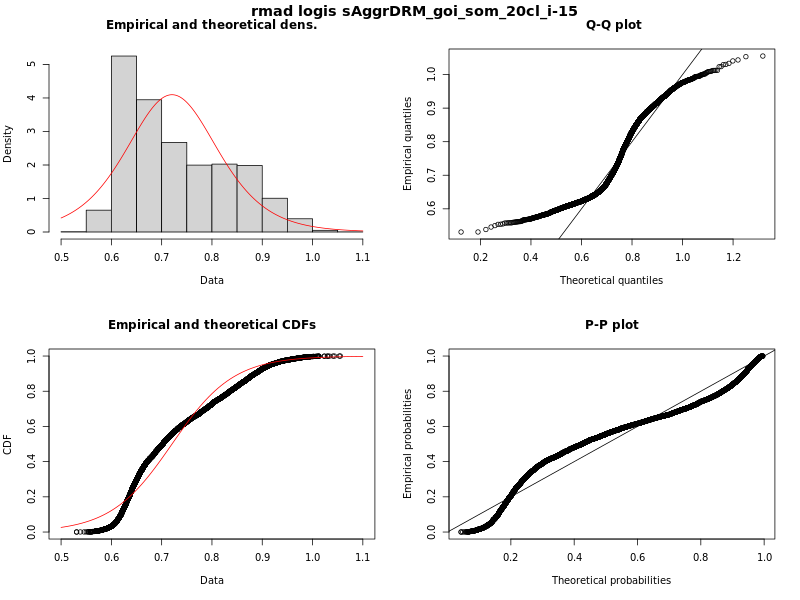 rmad logis sAggrDRM_goi_som_20cl_i-15
Empirical and theoretical dens.
Density
0 1 2 3 4 5
0.5 0.6 0.7 0.8 0.9 1.0 1.1
Data
Q-Q plot
Empirical quantiles
0.6 0.7 0.8 0.9 1.0
0.2 0.4 0.6 0.8 1.0 1.2
Theoretical quantiles
Empirical and theoretical CDFs
CDF
0.0 0.2 0.4 0.6 0.8 1.0
0.5 0.6 0.7 0.8 0.9 1.0 1.1
Data
P-P plot
Empirical probabilities
0.0 0.2 0.4 0.6 0.8 1.0
0.2 0.4 0.6 0.8 1.0
Theoretical probabilities